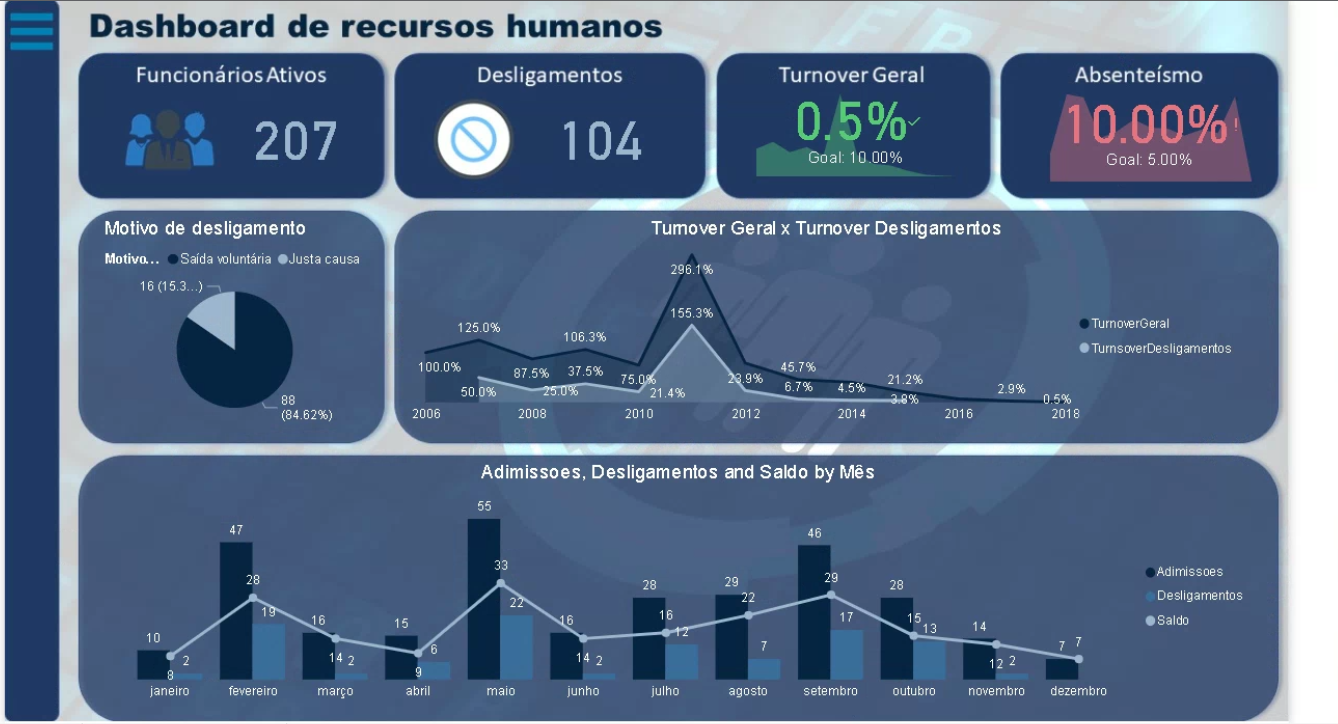 Dashboard de recursos humanos
Funcionários Ativos
207
Desligamentos
104
Turnover Geral
0.5%
Goal: 10.00%
Absenteísmo
10.00%!
Goal: 5.00%
Motivo de desligamento
Motivo... Saída voluntária Justa causa
16 (15.3...)
88
(84.62%)
Turnover Geral x Turnover Desligamentos
296.1%
155.3%
125.0%
106.3%
100.0%
87.5%
37.5%
75.0%
23.9%
45.7%
21.2%
50.0%
25.0%
21.4%
6.7%
4.5%
3.8%
2.9%
0.5%
2006 2008 2010 2012 2014 2016 2018
TurnoverGeral
TurnsoverDesligamentos
Adimissoes, Desligamentos and Saldo by Mês
10 47 16 15 55 16 28 29 46 28 14 7
8 28 14 9 33 14 16 22 29 15 12 7
2 19 2 6 22 2 12 7 17 13 2
janeiro fevereiro março abril maio junho julho agosto setembro outubro novembro dezembro
Adimissoes
Desligamentos
Saldo